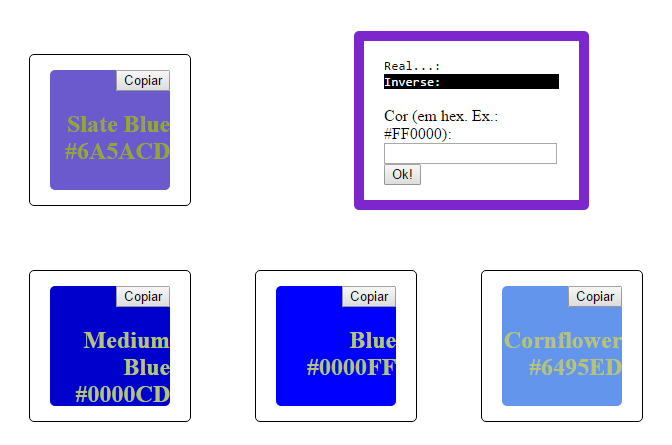 Copiar
Slate Blue
#6A5ACD
Real...:
Inverse:
Cor (em hex. Ex.:
#FF0000):
Ok!
Copiar
Medium
Blue
#0000CD
Copiar
Blue
#0000FF
Copiar
Cornflower
#6495ED